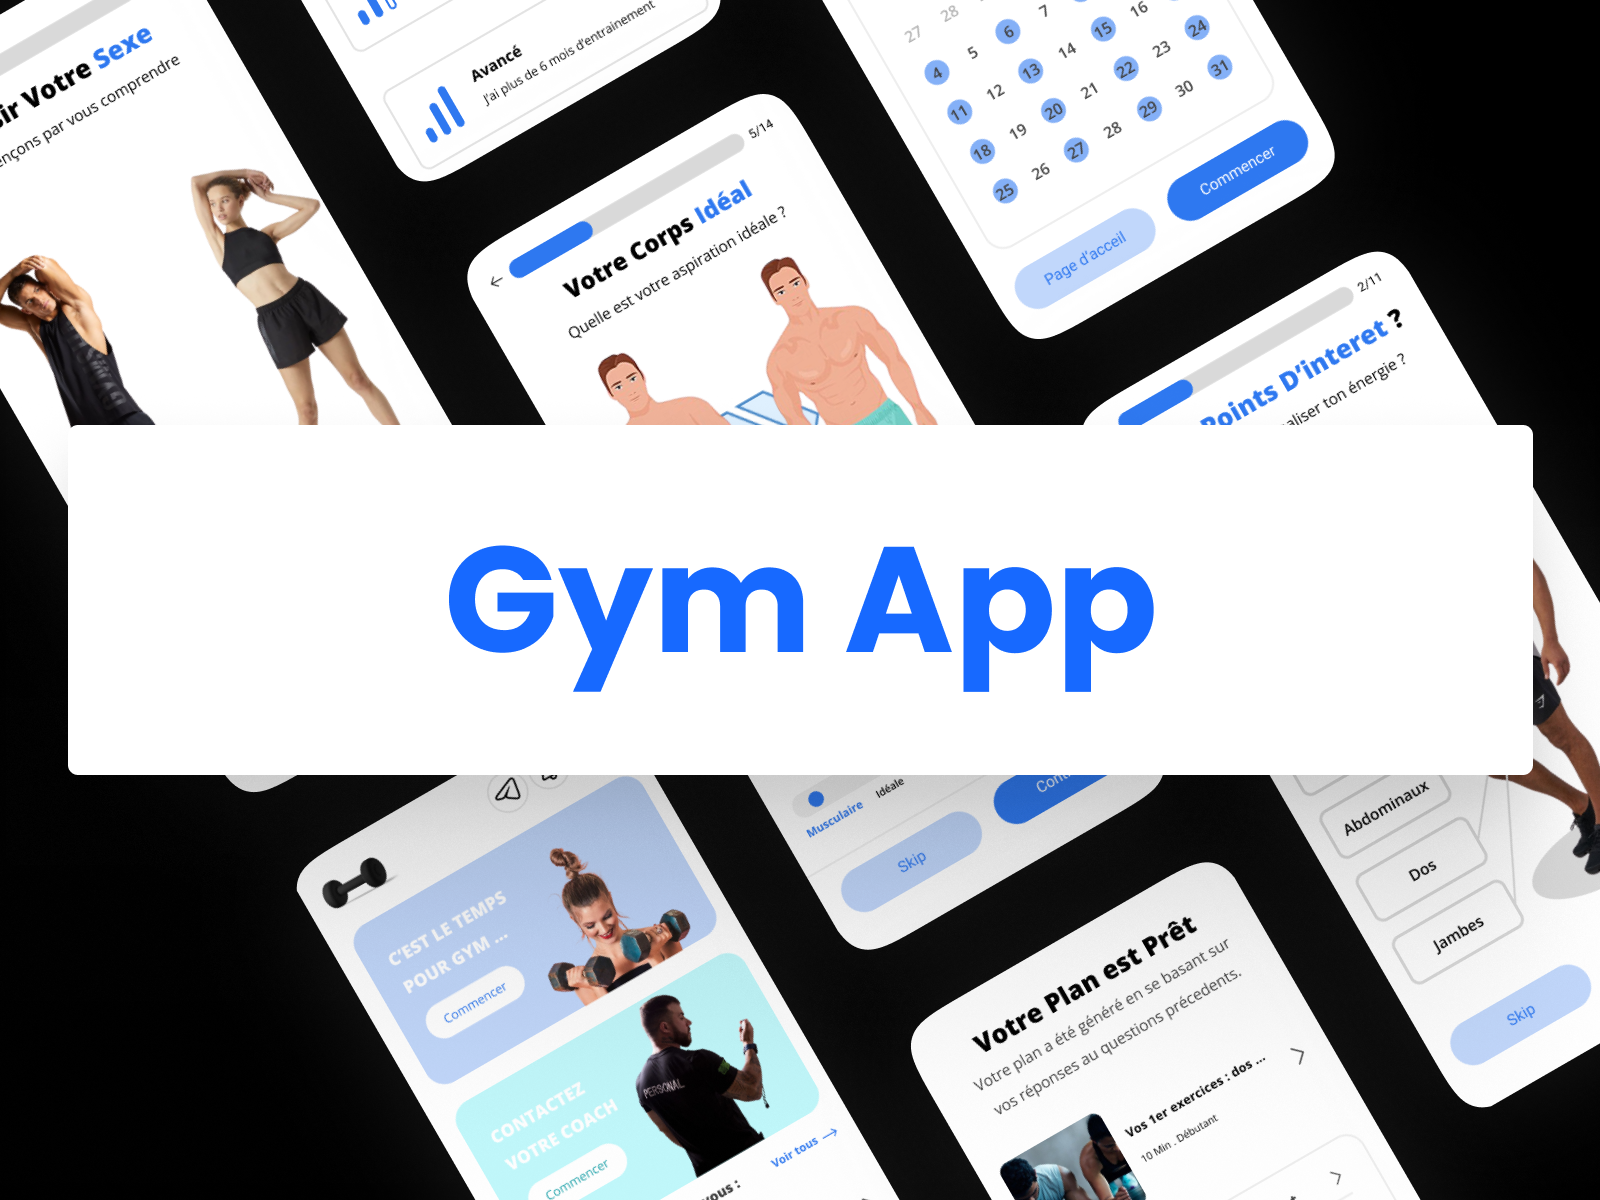 Votre Sexe
par vous comprendre
Avancé
J'ai plus de 6 mois d'entrainement
5/14
Votre Corps Idéal
Quelle est votre aspiration idéale ?
27 28
4 5 6 7
11 12 13 14 15 16
18 19 20 21 22 23 24
25 26 27 28 29 30 31
Page d'acceil
Commencer
2/11
Points D'interet ?
ton énergie ?
Gym App
Musculaire
Idéale
Skip
Abdominaux
Dos
Jambes
Skip
C'EST LE TEMPS
POUR GYM ...
Commencer
CONTACTEZ
VOTRE COACH
Commencer
PERSONAL
Voir tous
Votre Plan est Prêt
Votre plan a été généré en se basant sur
vos réponses au questions précedents.
Vos 1er exercices : dos ...
10 Min . Débutant